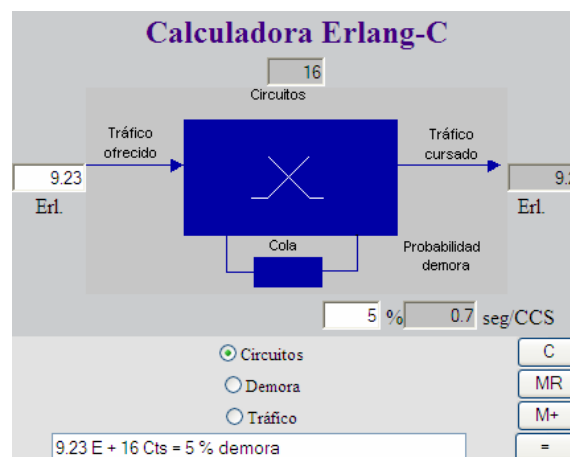 Calculadora Erlang-C
16
Circuitos
Tráfico
ofrecido
Tráfico
cursado
9.23
Erl.
Erl.
Cola
Probabilidad
demora
5 % 0.7 seg/CCS
Circuitos
C
Demora
MR
Tráfico
M+
9.23 E + 16 Cts = 5 % demora
=